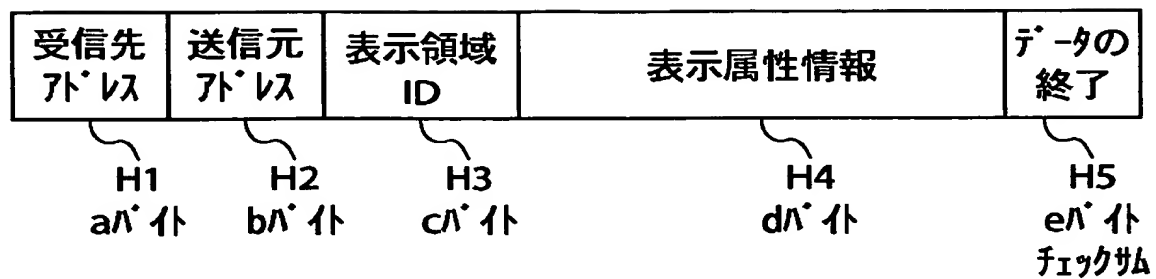 受信先
ｱﾄﾞﾚｽ
送信元
ｱﾄﾞﾚｽ
表示領域
ID
表示属性情報
ﾃﾞｰﾀの
終了
H1
aﾊﾞｲﾄ
H2
bﾊﾞｲﾄ
H3
cﾊﾞｲﾄ
H4
dﾊﾞｲﾄ
H5
eﾊﾞｲﾄ
ﾁｪｯｸｻﾑ